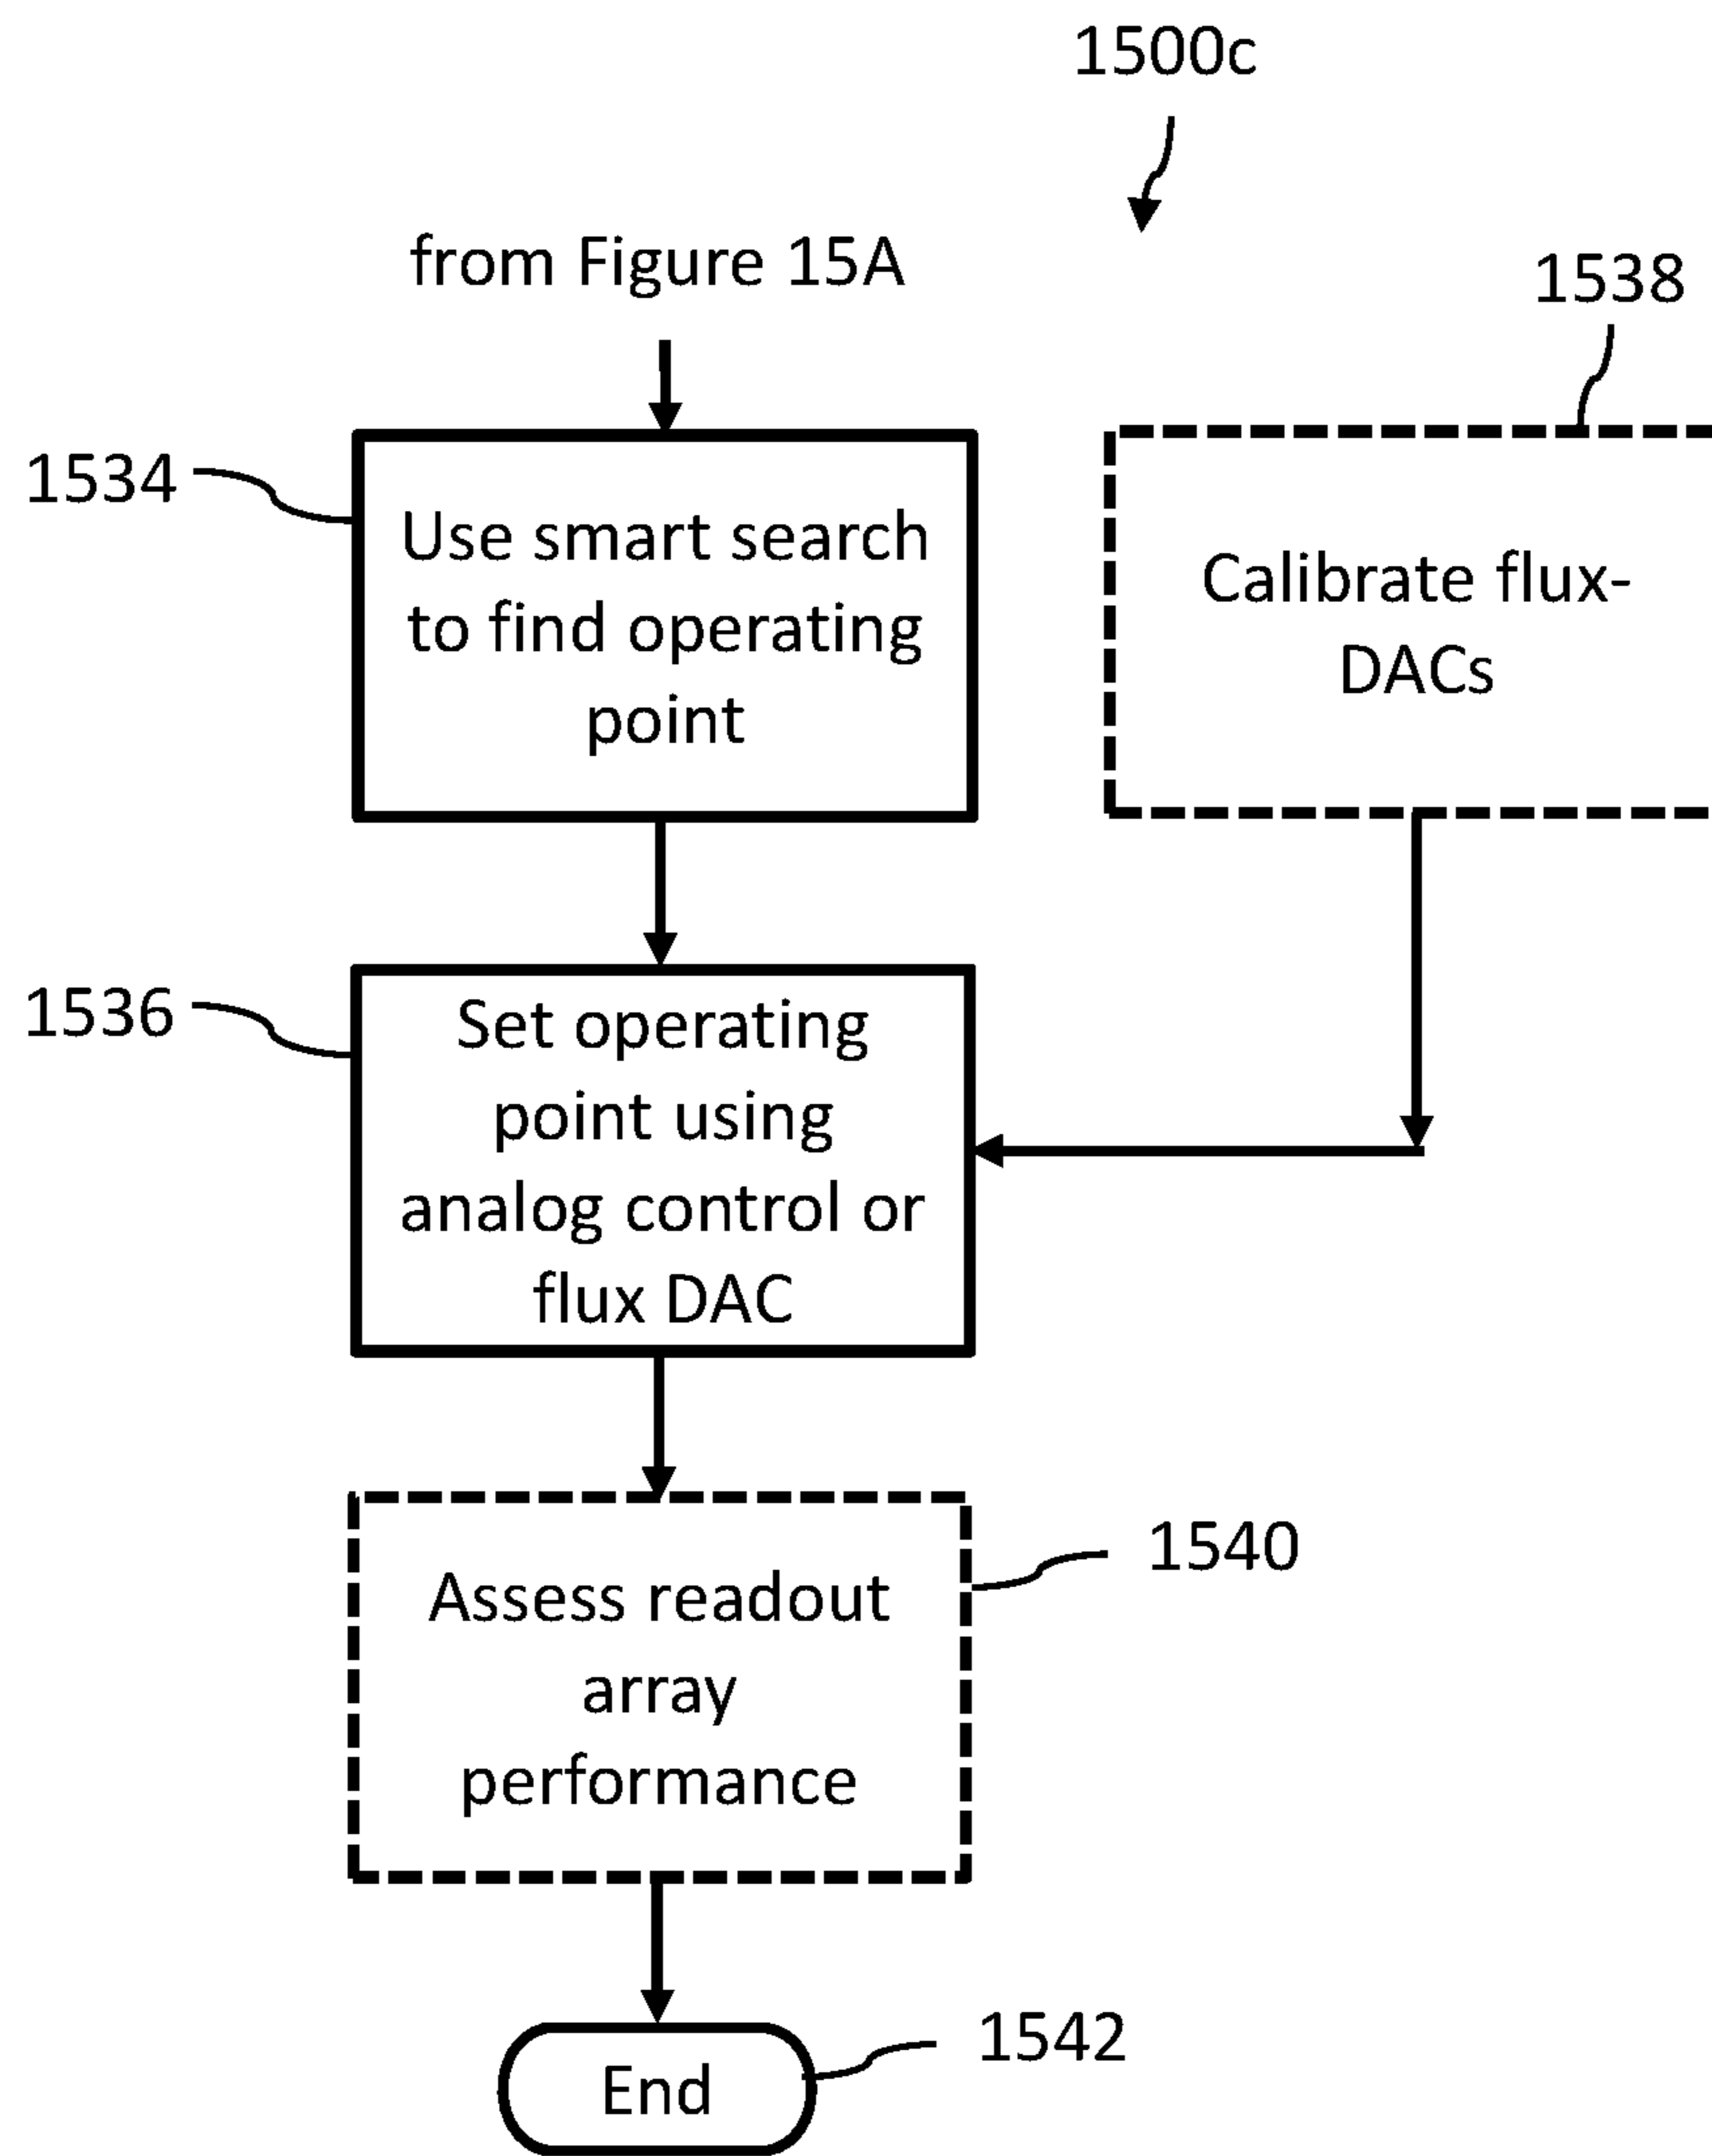 1500c
from Figure 15A
1538
1534
Use smart search
to find operating
point
Calibrate flux-
DACs
1536
Set operating
point using
analog control or
flux DAC
1540
Assess readout
array
performance
1542
End